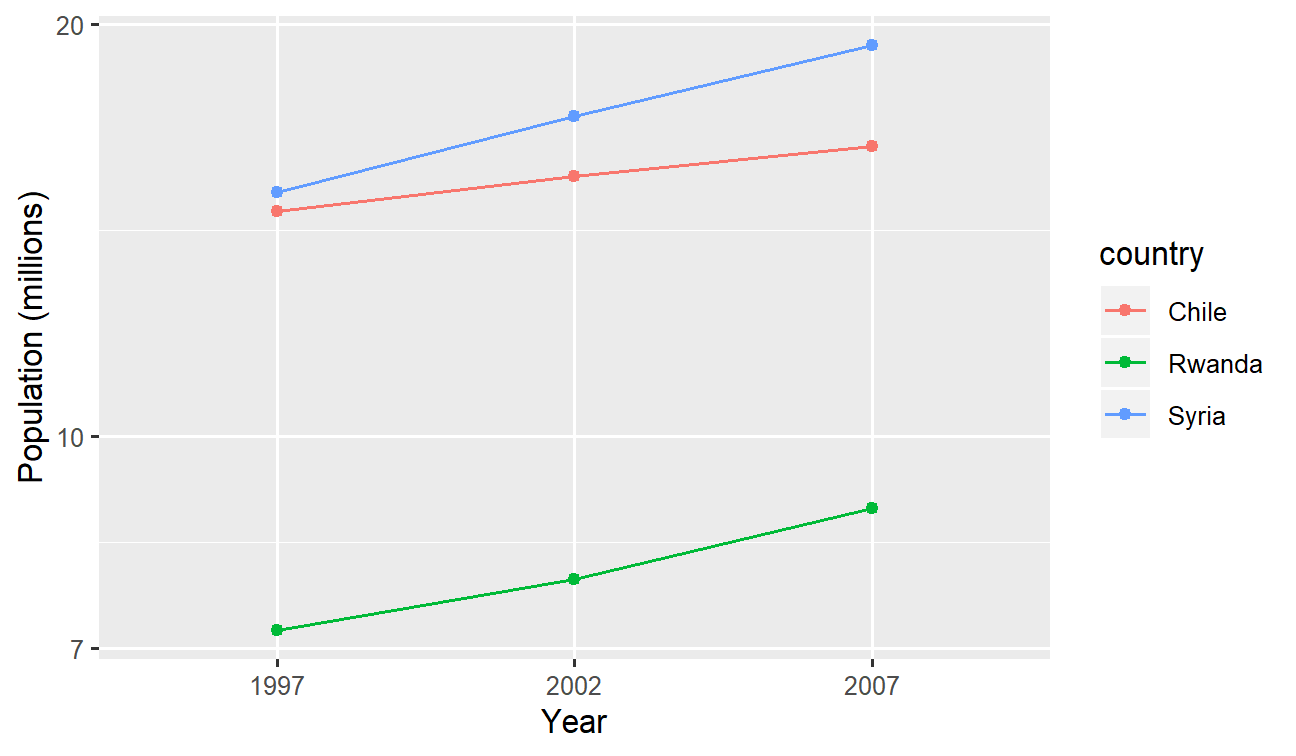 20
10
7
Population (millions)
1997 2002 2007
Year
country
Chile
Rwanda
Syria